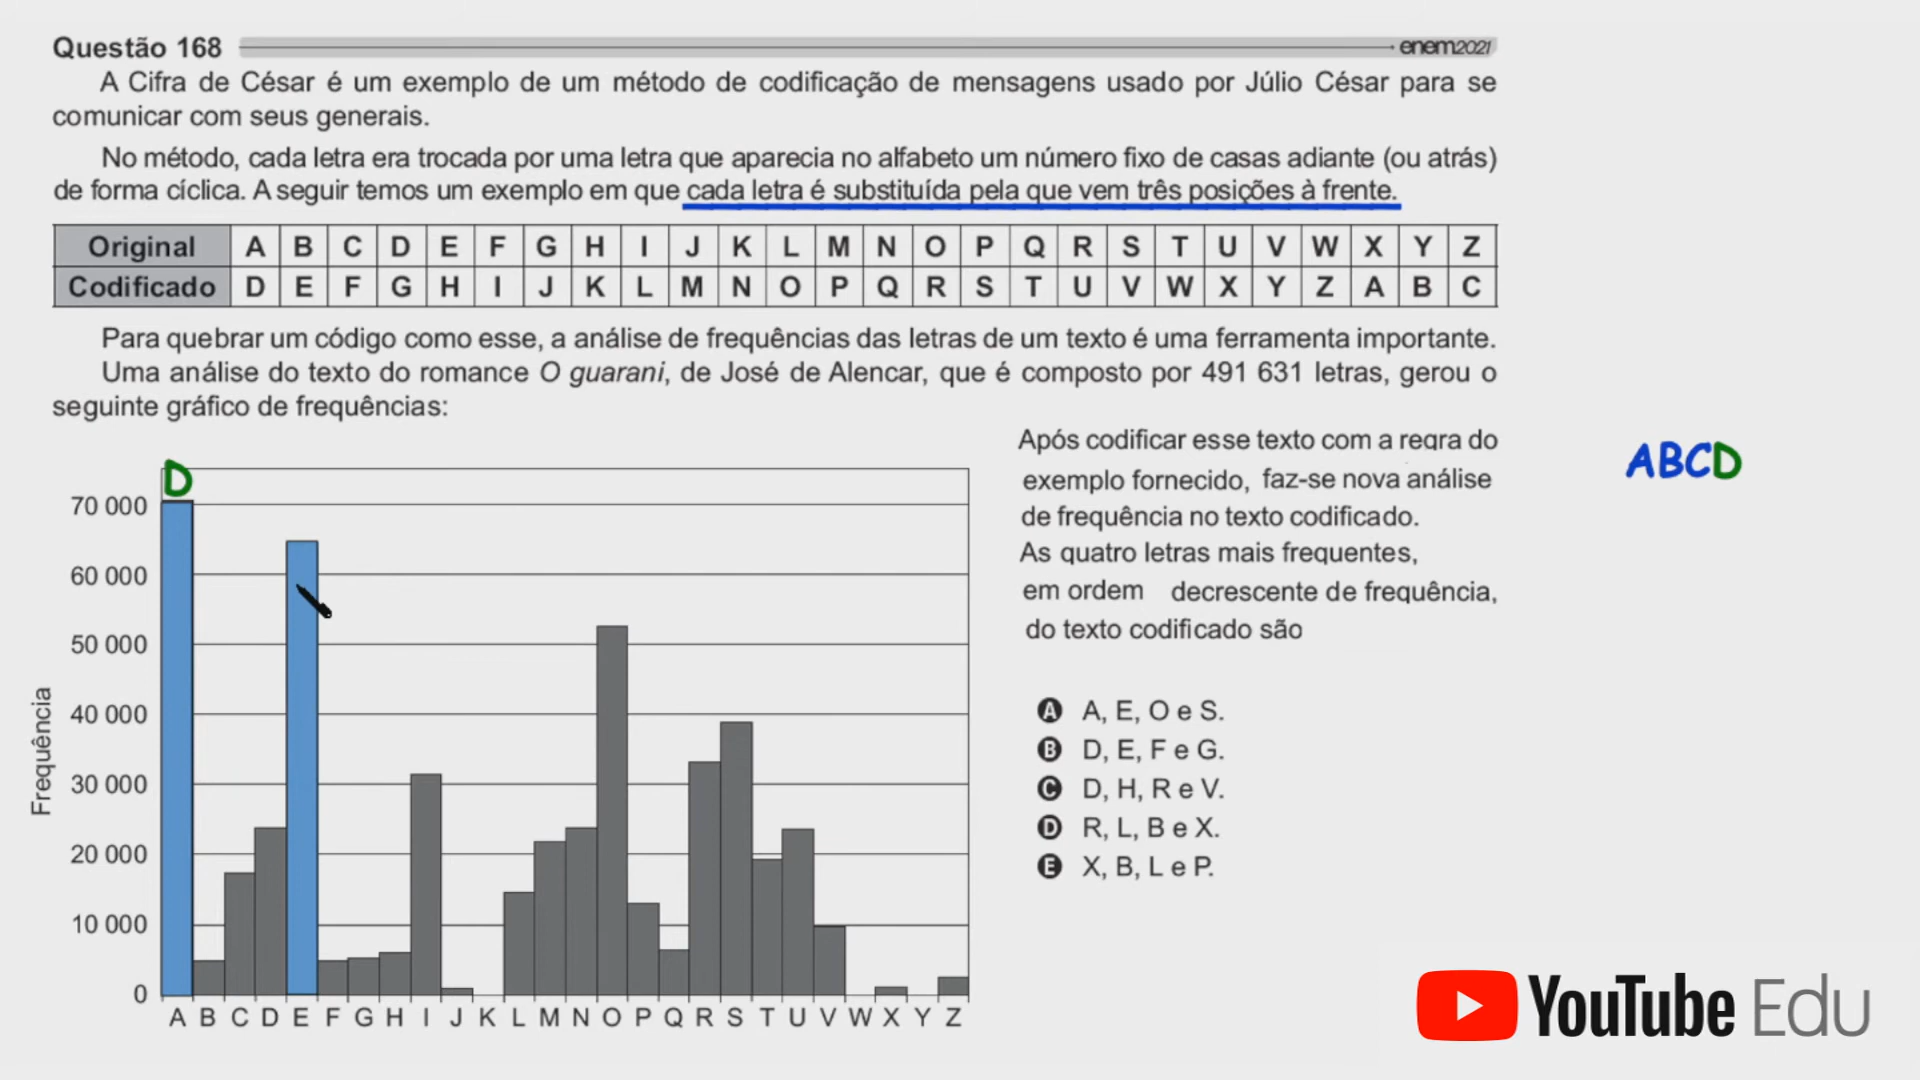 Questão 168
enem2021
A Cifra de César é um exemplo de um método de codificação de mensagens usado por Júlio César para se
comunicar com seus generais.
No método, cada letra era trocada por uma letra que aparecia no alfabeto um número fixo de casas adiante (ou atrás)
de forma cíclica. A seguir temos um exemplo em que cada letra é substituída pela que vem três posições à frente.
Original A B C D E F G H I J K L M N O P Q R S T U V W X Y Z
Codificado D E F G H I J K L M N O P Q R S T U V W X Y Z A B C
Para quebrar um código como esse, a análise de frequências das letras de um texto é uma ferramenta importante.
Uma análise do texto do romance O guarani, de José de Alencar, que é composto por 491 631 letras, gerou o
seguinte gráfico de frequências:
D
70 000
60 000
50 000
40 000
30 000
20 000
10 000
0
Frequência
A B C D E F G H I J K L M N O P Q R S T U V W X Y Z
Após codificar esse texto com a regra do
exemplo fornecido, faz-se nova análise
de frequência no texto codificado.
As quatro letras mais frequentes,
em ordem decrescente de frequência,
do texto codificado são
A A, E, O e S.
B D, E, F e G.
C D, H, R e V.
D R, L, B e X.
E X, B, L e P.
ABCD
YouTube Edu